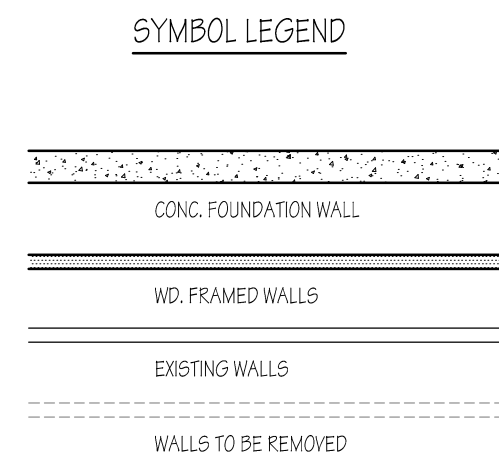 SYMBOL LEGEND
CONC. FOUNDATION WALL
WD. FRAMED WALLS
EXISTING WALLS
WALLS TO BE REMOVED